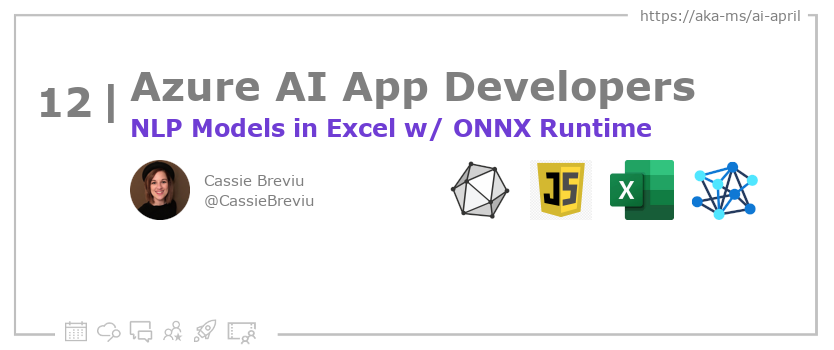 https://aka-ms/ai-april
12 | Azure AI App Developers
NLP Models in Excel w/ ONNX Runtime
Cassie Breviu
@CassieBreviu
JS
X